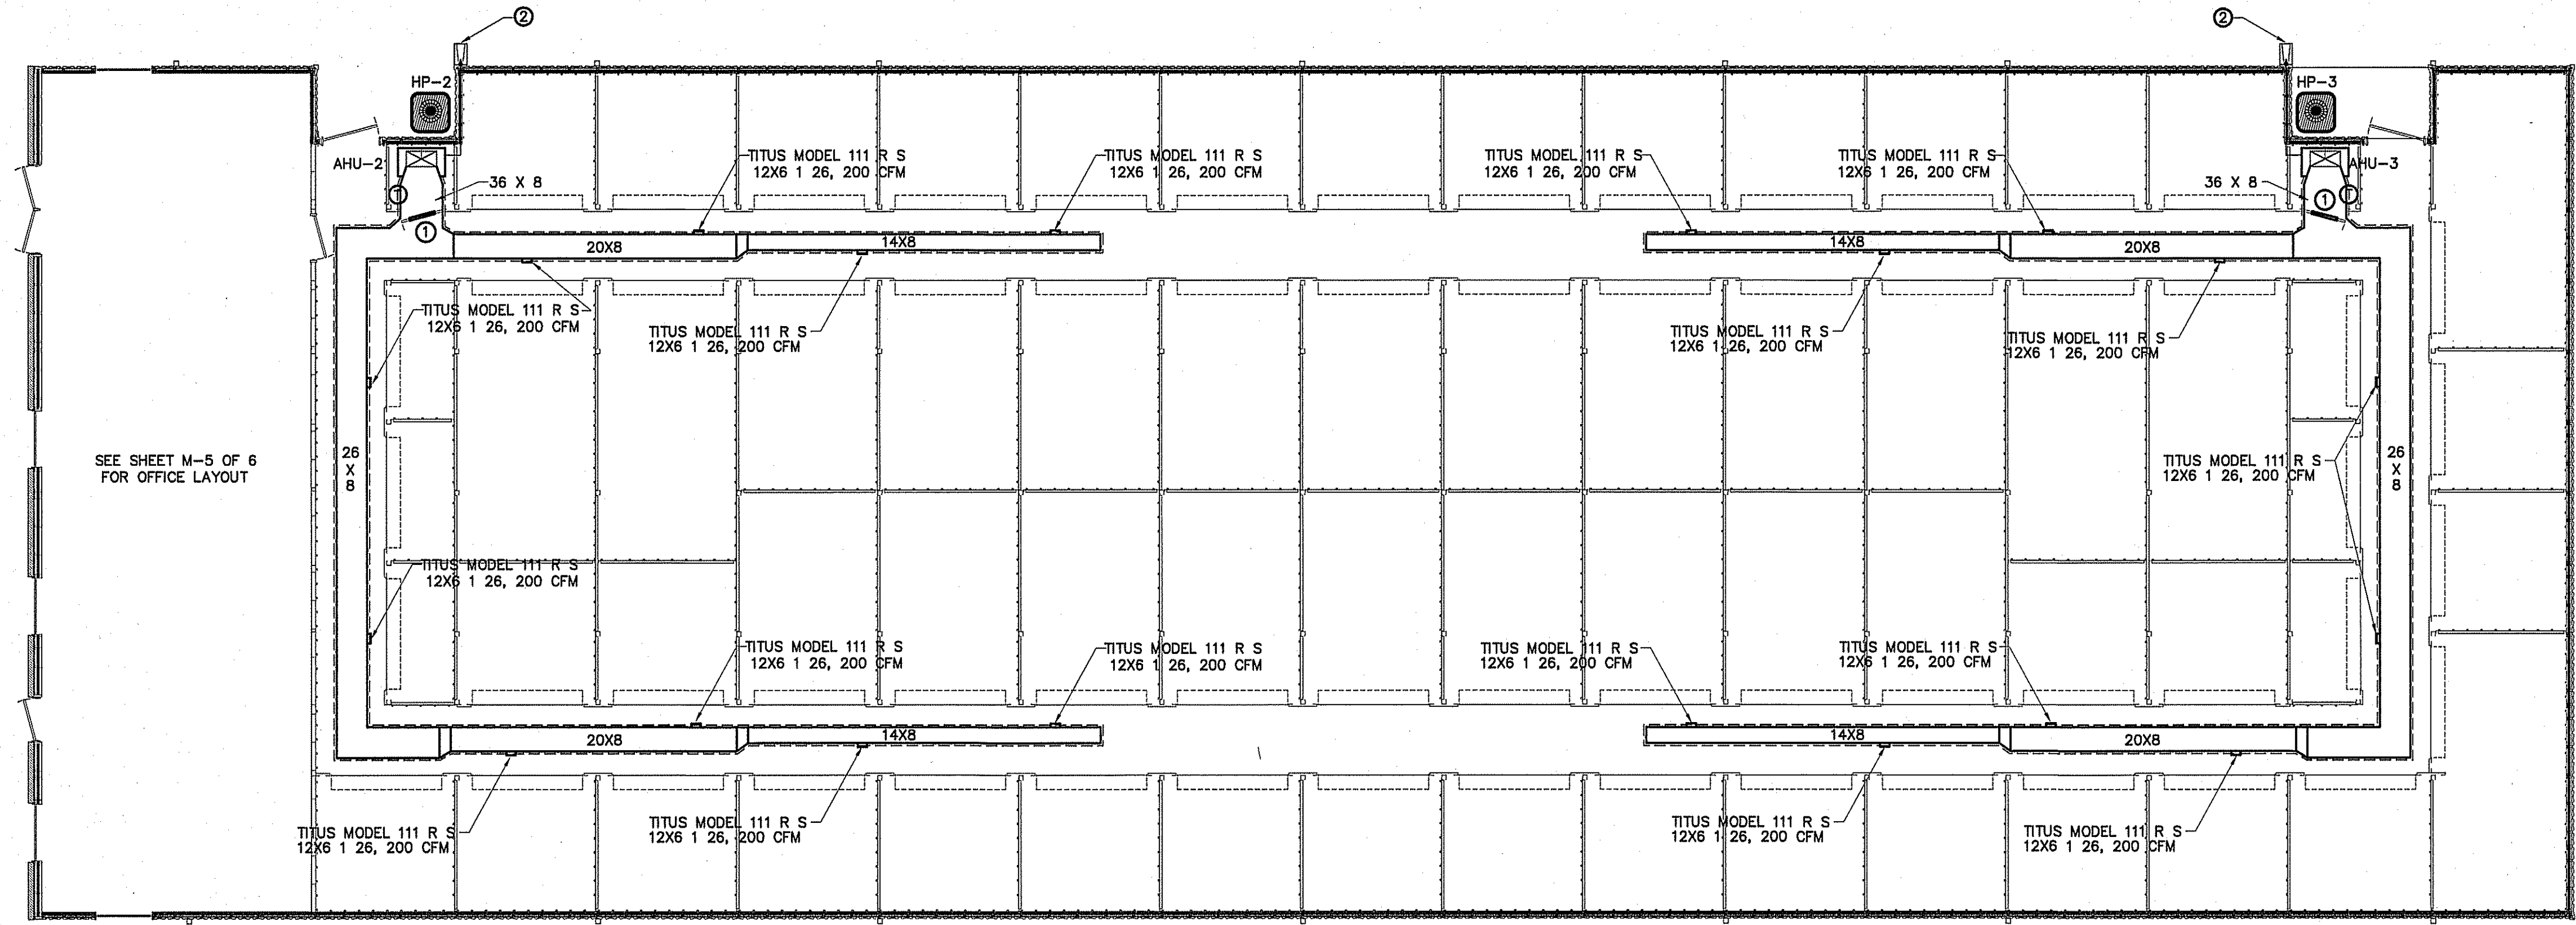 ②
②
HP-2
HP-3
AHU-2
AHU-3
TITUS MODEL 111 R S
12X6 1 26, 200 CFM
TITUS MODEL 111 R S
12X6 1 26, 200 CFM
TITUS MODEL 111 R S
12X6 1 26, 200 CFM
TITUS MODEL 111 R S
12X6 1 26, 200 CFM
36 X 8
36 X 8
T
T
①
①
20X8
14X8
14X8
20X8
TITUS MODEL 111 R S
12X6 1 26, 200 CFM
TITUS MODEL 111 R S
12X6 1 26, 200 CFM
TITUS MODEL 111 R S
12X6 1 26, 200 CFM
TITUS MODEL 111 R S
12X6 1 26, 200 CFM
SEE SHEET M-5 OF 6
FOR OFFICE LAYOUT
26
X
8
TITUS MODEL 111 R S
12X6 1 26, 200 CFM
26
X
8
TITUS MODEL 111 R S
12X6 1 26, 200 CFM
TITUS MODEL 111 R S
12X6 1 26, 200 CFM
TITUS MODEL 111 R S
12X6 1 26, 200 CFM
TITUS MODEL 111 R S
12X6 1 26, 200 CFM
TITUS MODEL 111 R S
12X6 1 26, 200 CFM
20X8
14X8
14X8
20X8
TITUS MODEL 111 R S
12X6 1 26, 200 CFM
TITUS MODEL 111 R S
12X6 1 26, 200 CFM
TITUS MODEL 111 R S
12X6 1 26, 200 CFM
TITUS MODEL 111 R S
12X6 1 26, 200 CFM